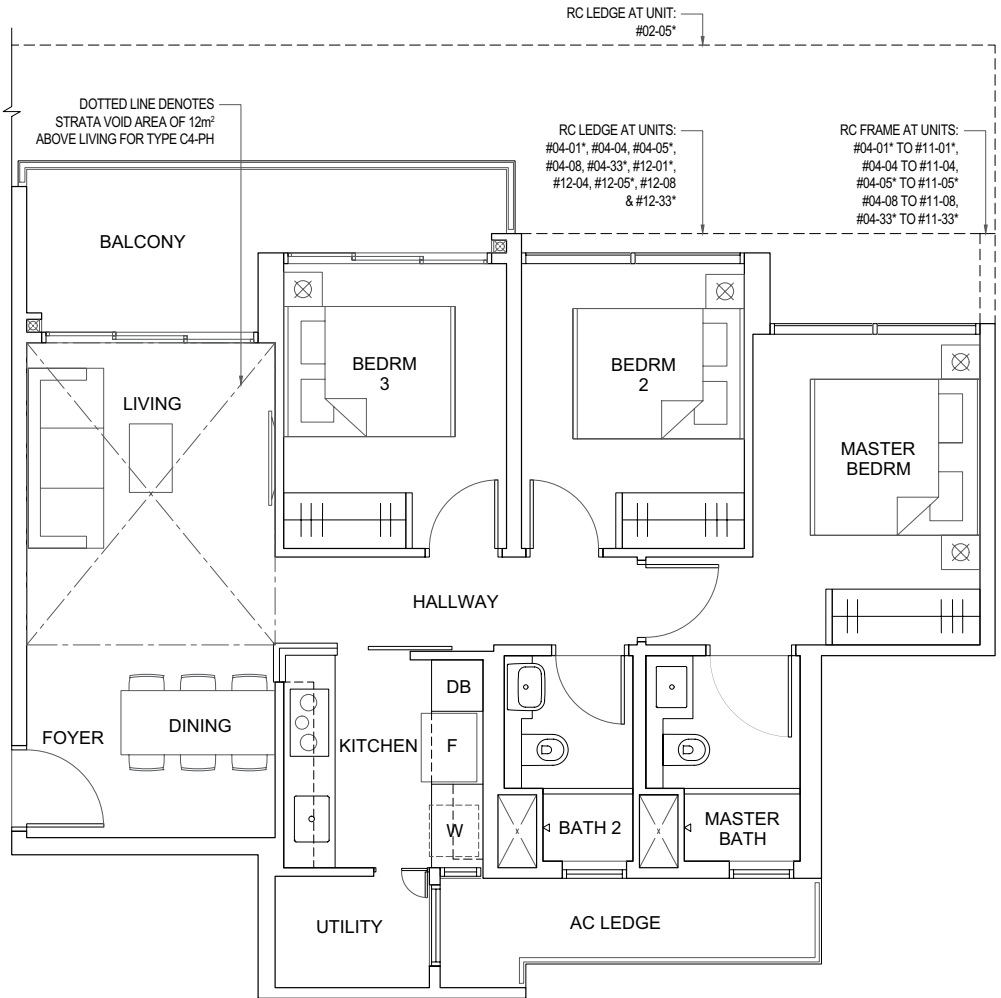 RC LEDGE AT UNIT:
#02-05*
DOTTED LINE DENOTES
STRATA VOID AREA OF 12m²
ABOVE LIVING FOR TYPE C4-PH
RC LEDGE AT UNITS:
#04-01*, #04-04, #04-05*,
#04-08, #04-33*, #12-01*,
#12-04, #12-05*, #12-08
& #12-33*
RC FRAME AT UNITS:
#04-01* TO #11-01*,
#04-04 TO #11-04,
#04-05* TO #11-05*
#04-08 TO #11-08,
#04-33* TO #11-33*
BALCONY
BEDRM
3
BEDRM
2
LIVING
MASTER
BEDRM
HALLWAY
DB
FOYER
DINING
KITCHEN
F
W
BATH 2
MASTER
BATH
UTILITY
AC LEDGE